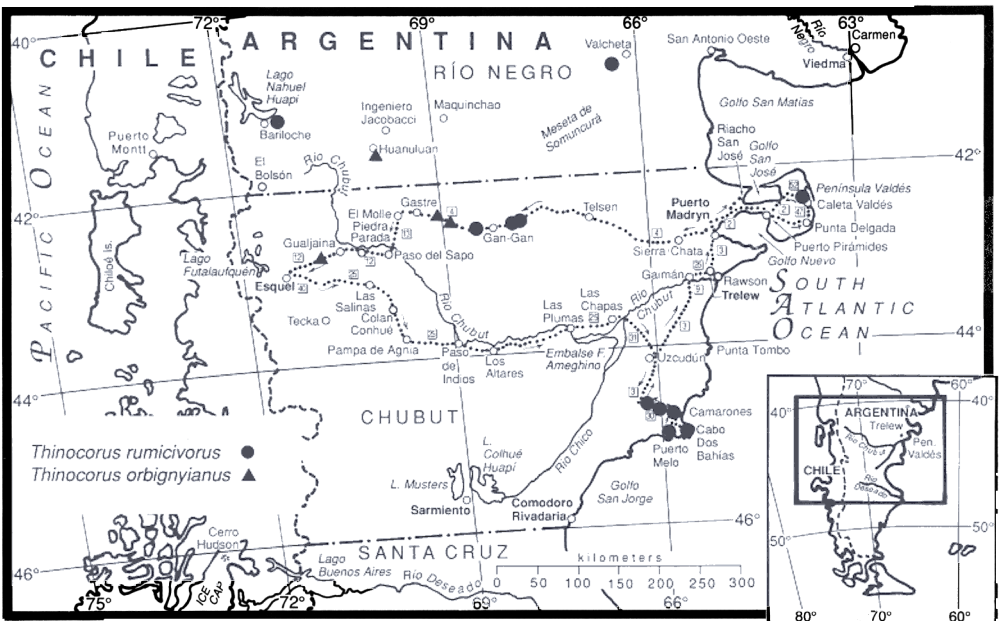 72°
69°
66°
63°
40°
CHILE
ARGENTINA
RÍO NEGRO
PACIFIC OCEAN
Valcheta
San Antonio Oeste
Río Negro
Carmen
Viedma
Lago
Nahuel
Huapi
Bariloche
Ingeniero
Jacobacci
Maquinchao
Huanuluan
Meseta de
Somuncurá
Golfo San Matías
Puerto
Montt
El
Bolsón
Río Chubut
Riacho
San
José
Golfo
San
José
42°
Península Valdés
Caleta Valdés
Punta Delgada
Puerto Pirámides
Golfo Nuevo
42°
Gastre
El Molle
Piedra
Parada
Gan-Gan
Telsen
Puerto
Madryn
Sierra Chata
Gualjaina
Paso del Sapo
Lago
Futalaufquén
Chiloé Is.
Esquel
Gaimán
Rawson
Trelew
SOUTH
ATLANTIC
OCEAN
Las
Salinas
Colan
Conhué
Tecka
Río Chubut
Las
Plumas
Las
Chapas
Río Chubut
Pampa de Agnia
Paso
de
Indios
Los
Altares
Embalse F.
Ameghino
Uzcudún
Punta Tombo
44°
44°
CHUBUT
Camarones
Cabo
Dos
Bahías
Puerto
Melo
Thinocorus rumicivorus
Thinocorus orbignyianus
L.
Colhué
Huapi
L. Musters
Río Chico
Sarmiento
Comodoro
Rivadaria
Golfo
San Jorge
46°
46°
Cerro
Hudson
ICE CAP
SANTA CRUZ
Lago
Buenos Aires
Río Deseado
kilometers
0 50 100 150 200 250 300
75°
72°
69°
66°
70°
60°
40°
40°
ARGENTINA
Trelew
Río Chubut
Pen.
Valdés
CHILE
Río
Deseado
50°
50°
80°
70°
60°